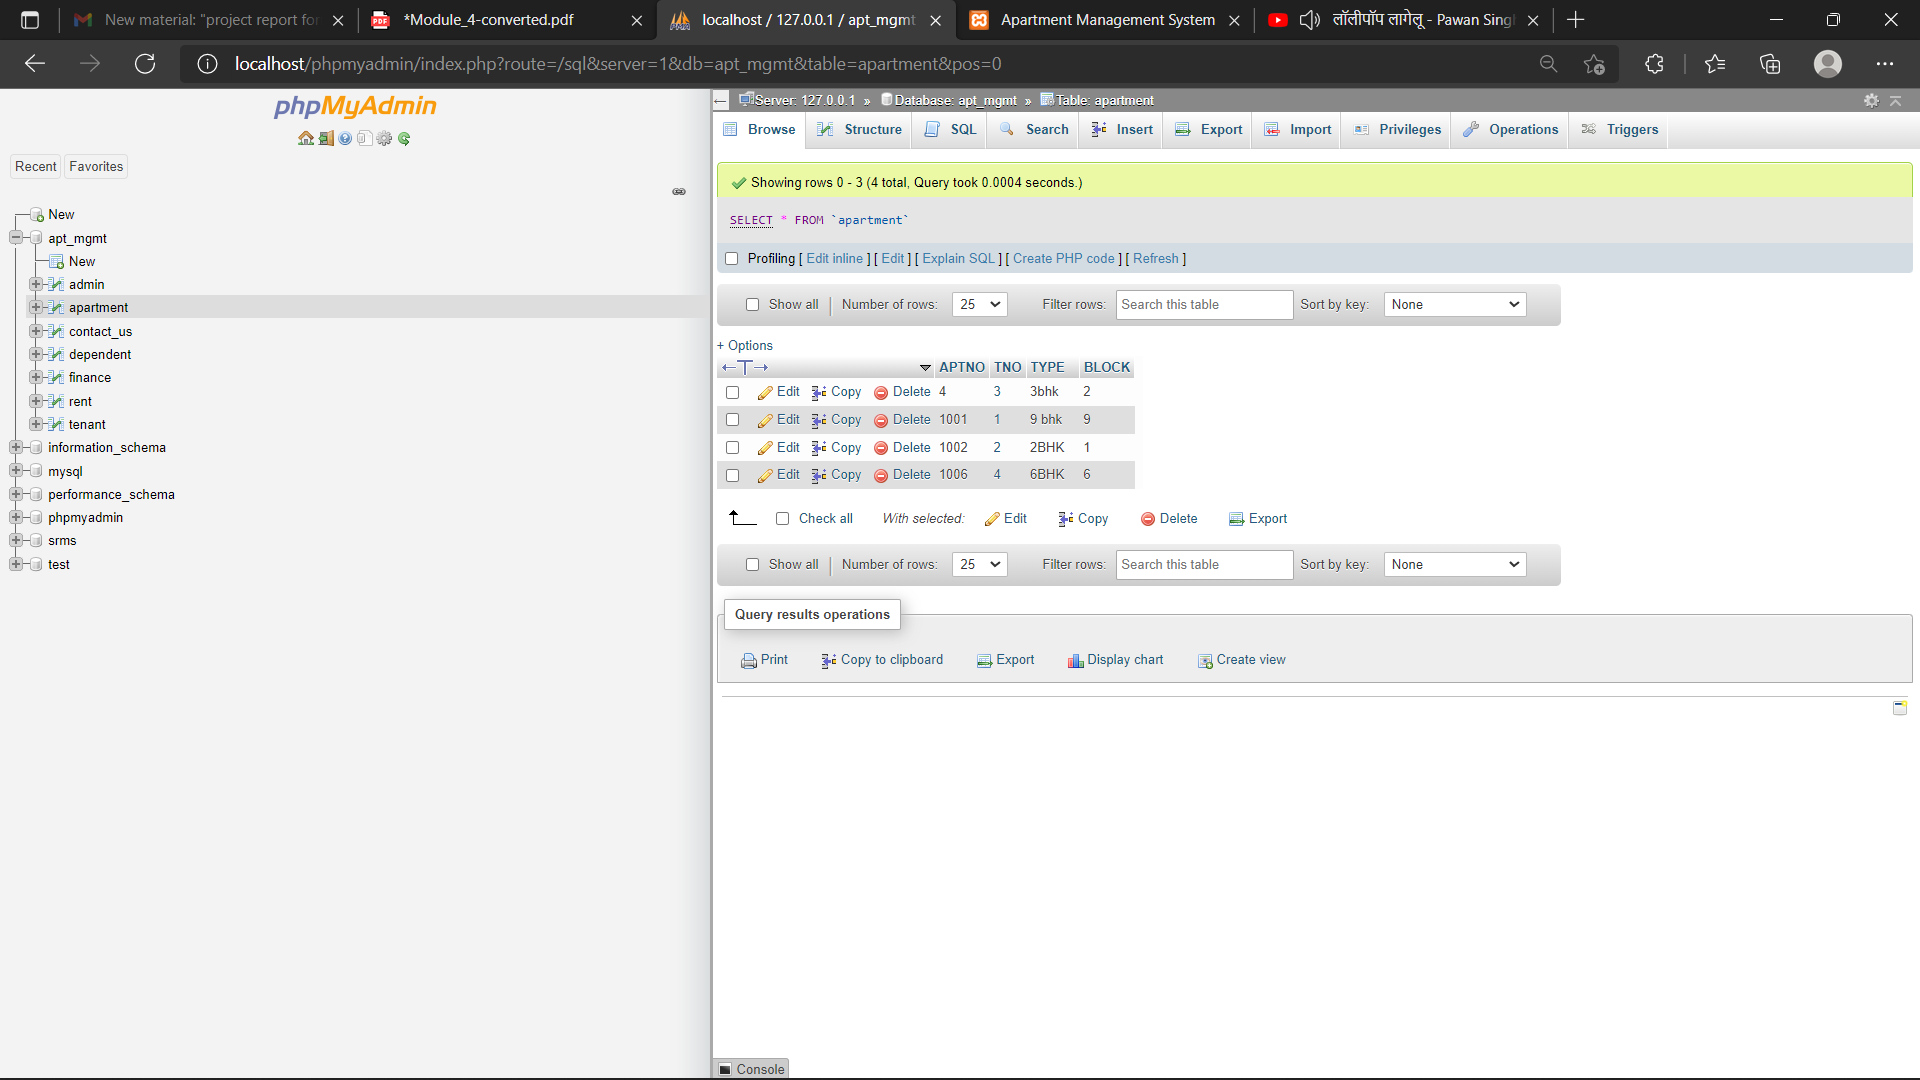 New material: "project report for
*Module_4-converted.pdf
localhost / 127.0.0.1 / apt_mgmt
Apartment Management System
लॉलीपॉप लागेलू - Pawan Singh
localhost/phpmyadmin/index.php?route=/sql&server=1&db=apt_mgmt&table=apartment&pos=0
phpMyAdmin
Recent Favorites
New
apt_mgmt
New
admin
apartment
contact_us
dependent
finance
rent
tenant
information_schema
mysql
performance_schema
phpmyadmin
srms
test
Server: 127.0.0.1 » Database: apt_mgmt » Table: apartment
Browse Structure SQL Search Insert Export Import Privileges Operations Triggers
Showing rows 0 - 3 (4 total, Query took 0.0004 seconds.)
SELECT * FROM `apartment`
Profiling [ Edit inline ] [ Edit ] [ Explain SQL ] [ Create PHP code ] [ Refresh ]
Show all | Number of rows: 25 Filter rows: Search this table Sort by key: None
+ Options
←T→ APTNO TNO TYPE BLOCK
Edit Copy Delete 4 3 3bhk 2
Edit Copy Delete 1001 1 9 bhk 9
Edit Copy Delete 1002 2 2BHK 1
Edit Copy Delete 1006 4 6BHK 6
Check all With selected: Edit Copy Delete Export
Show all | Number of rows: 25 Filter rows: Search this table Sort by key: None
Query results operations
Print Copy to clipboard Export Display chart Create view
Console